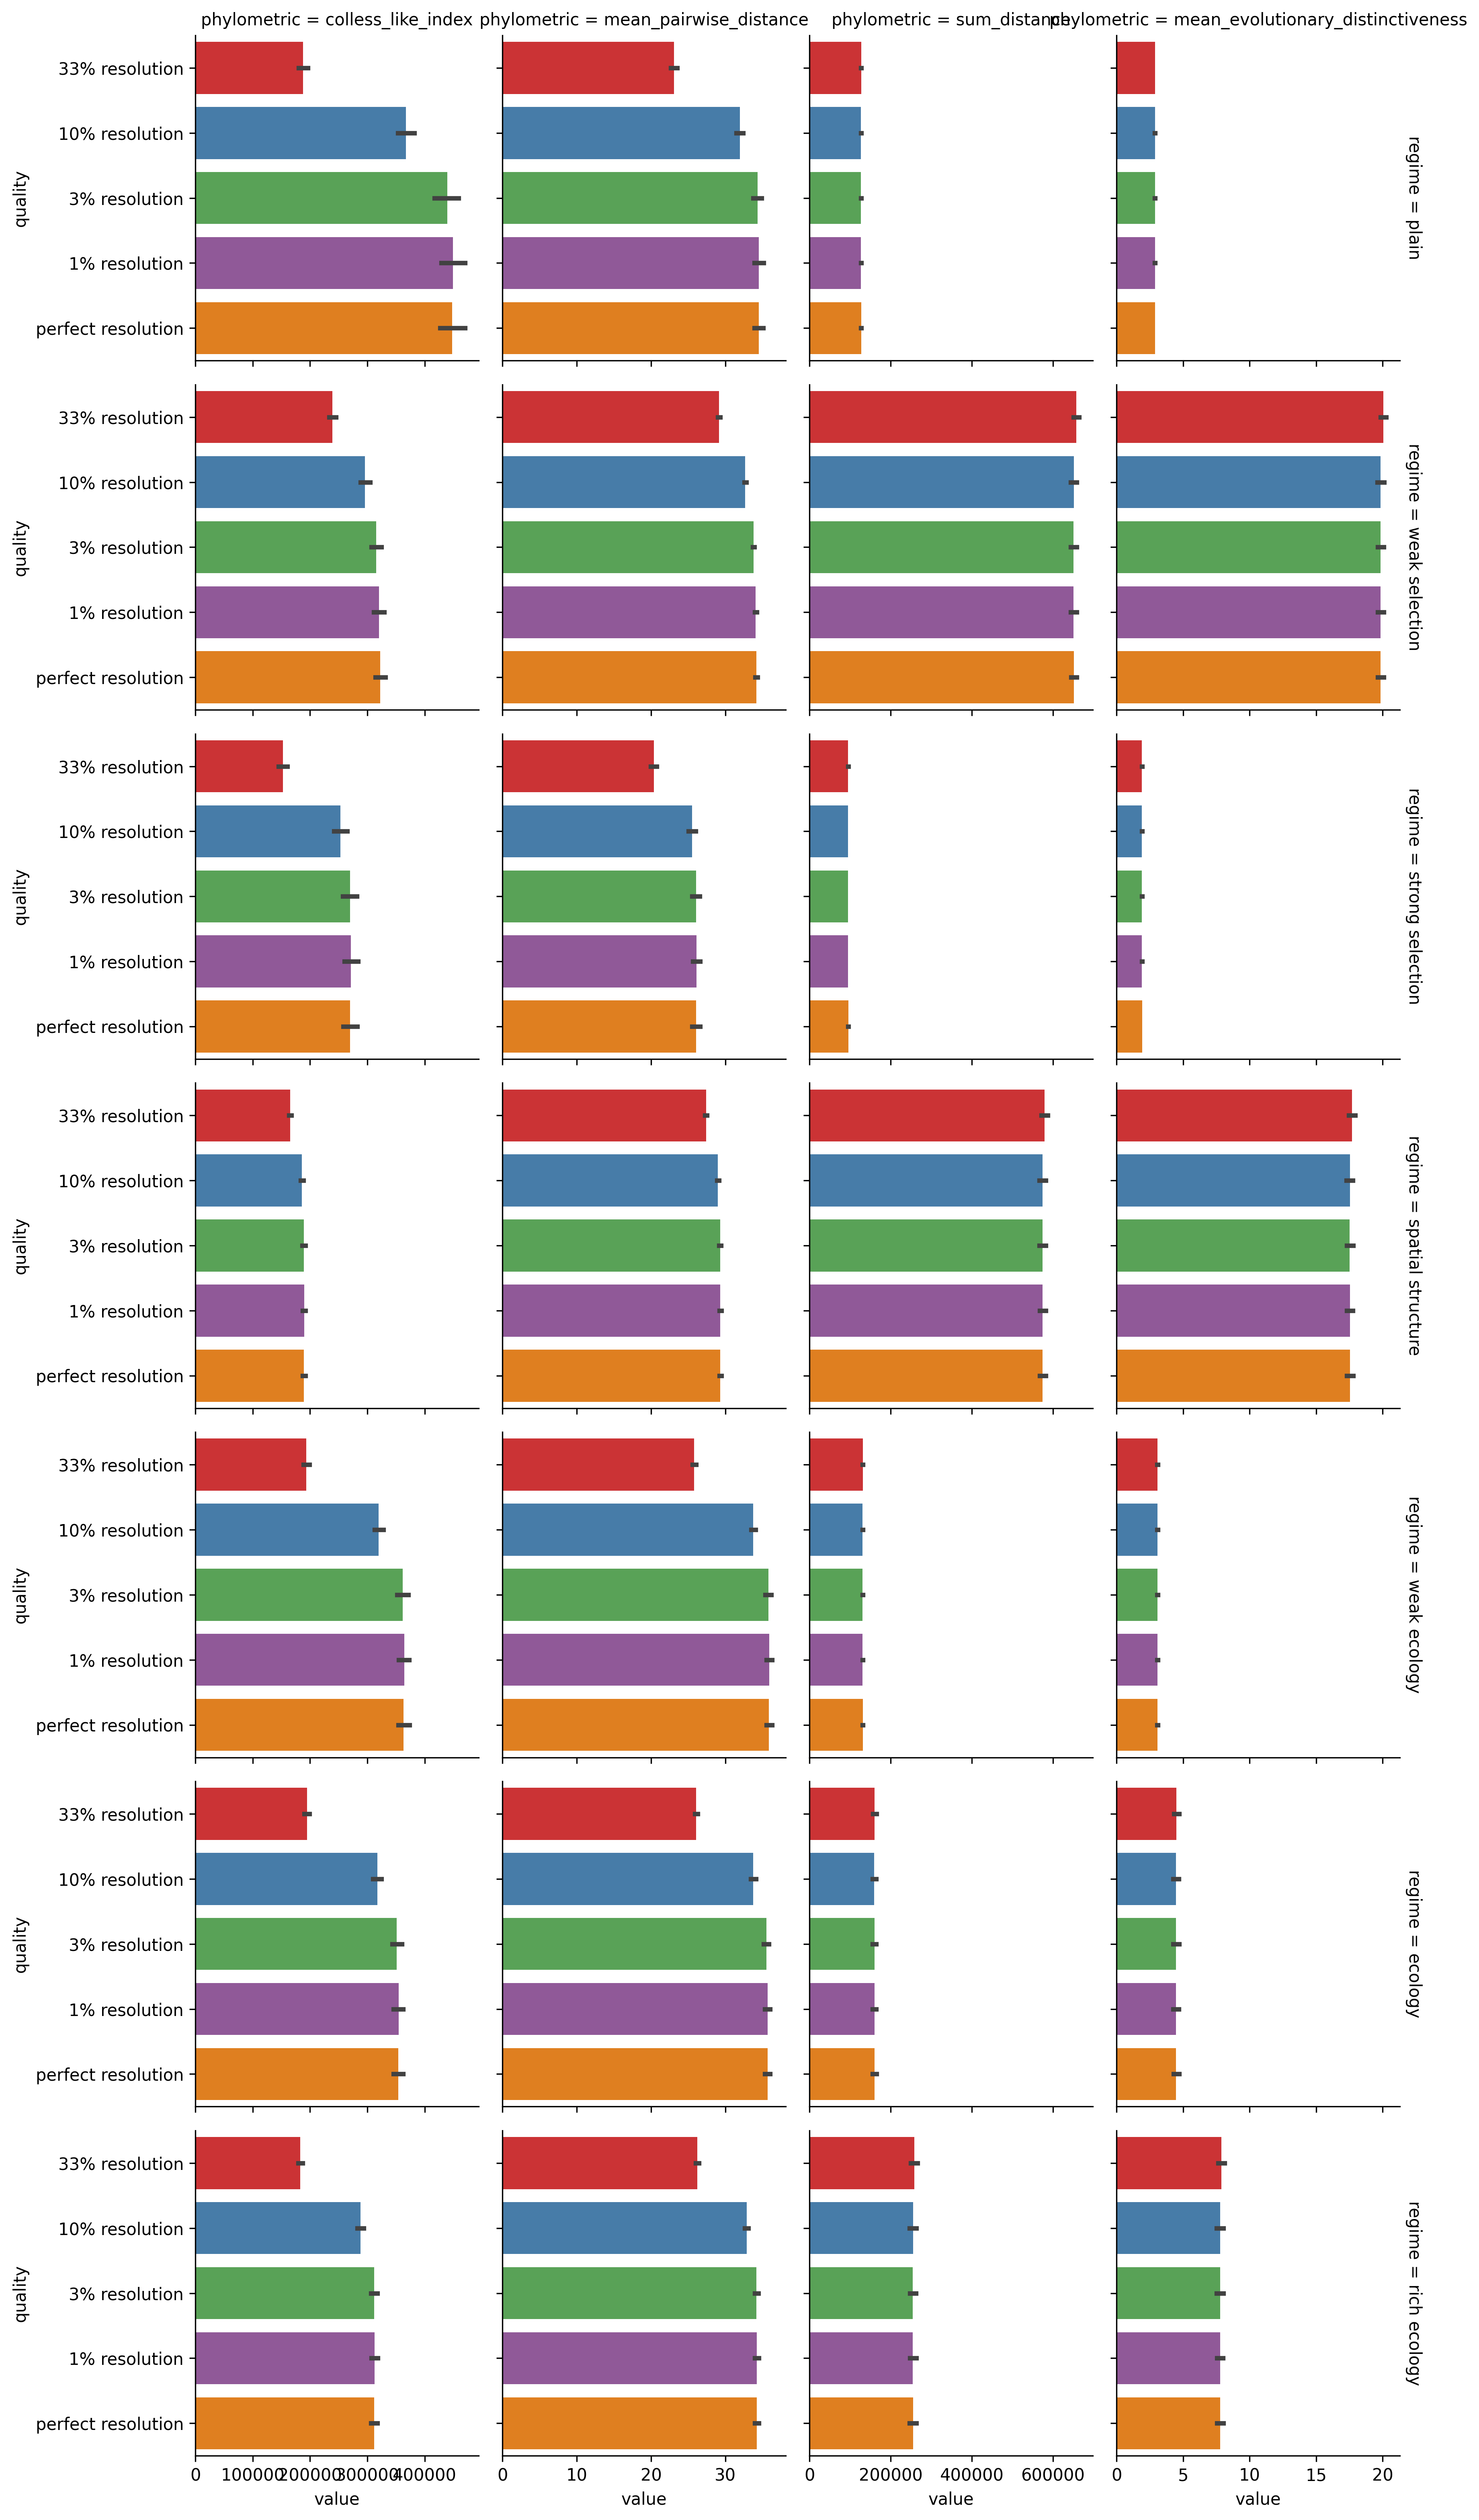 phylometric = colless_like_index
phylometric = mean_pairwise_distance
phylometric = sum_distance
phylometric = mean_evolutionary_distinctiveness
quality
33% resolution
10% resolution
3% resolution
1% resolution
perfect resolution
regime = plain
quality
33% resolution
10% resolution
3% resolution
1% resolution
perfect resolution
regime = weak selection
quality
33% resolution
10% resolution
3% resolution
1% resolution
perfect resolution
regime = strong selection
quality
33% resolution
10% resolution
3% resolution
1% resolution
perfect resolution
regime = spatial structure
quality
33% resolution
10% resolution
3% resolution
1% resolution
perfect resolution
regime = weak ecology
quality
33% resolution
10% resolution
3% resolution
1% resolution
perfect resolution
regime = ecology
quality
33% resolution
10% resolution
3% resolution
1% resolution
perfect resolution
regime = rich ecology
0 100000 200000 300000 400000
0 10 20 30
0 200000 400000 600000
0 5 10 15 20
value
value
value
value